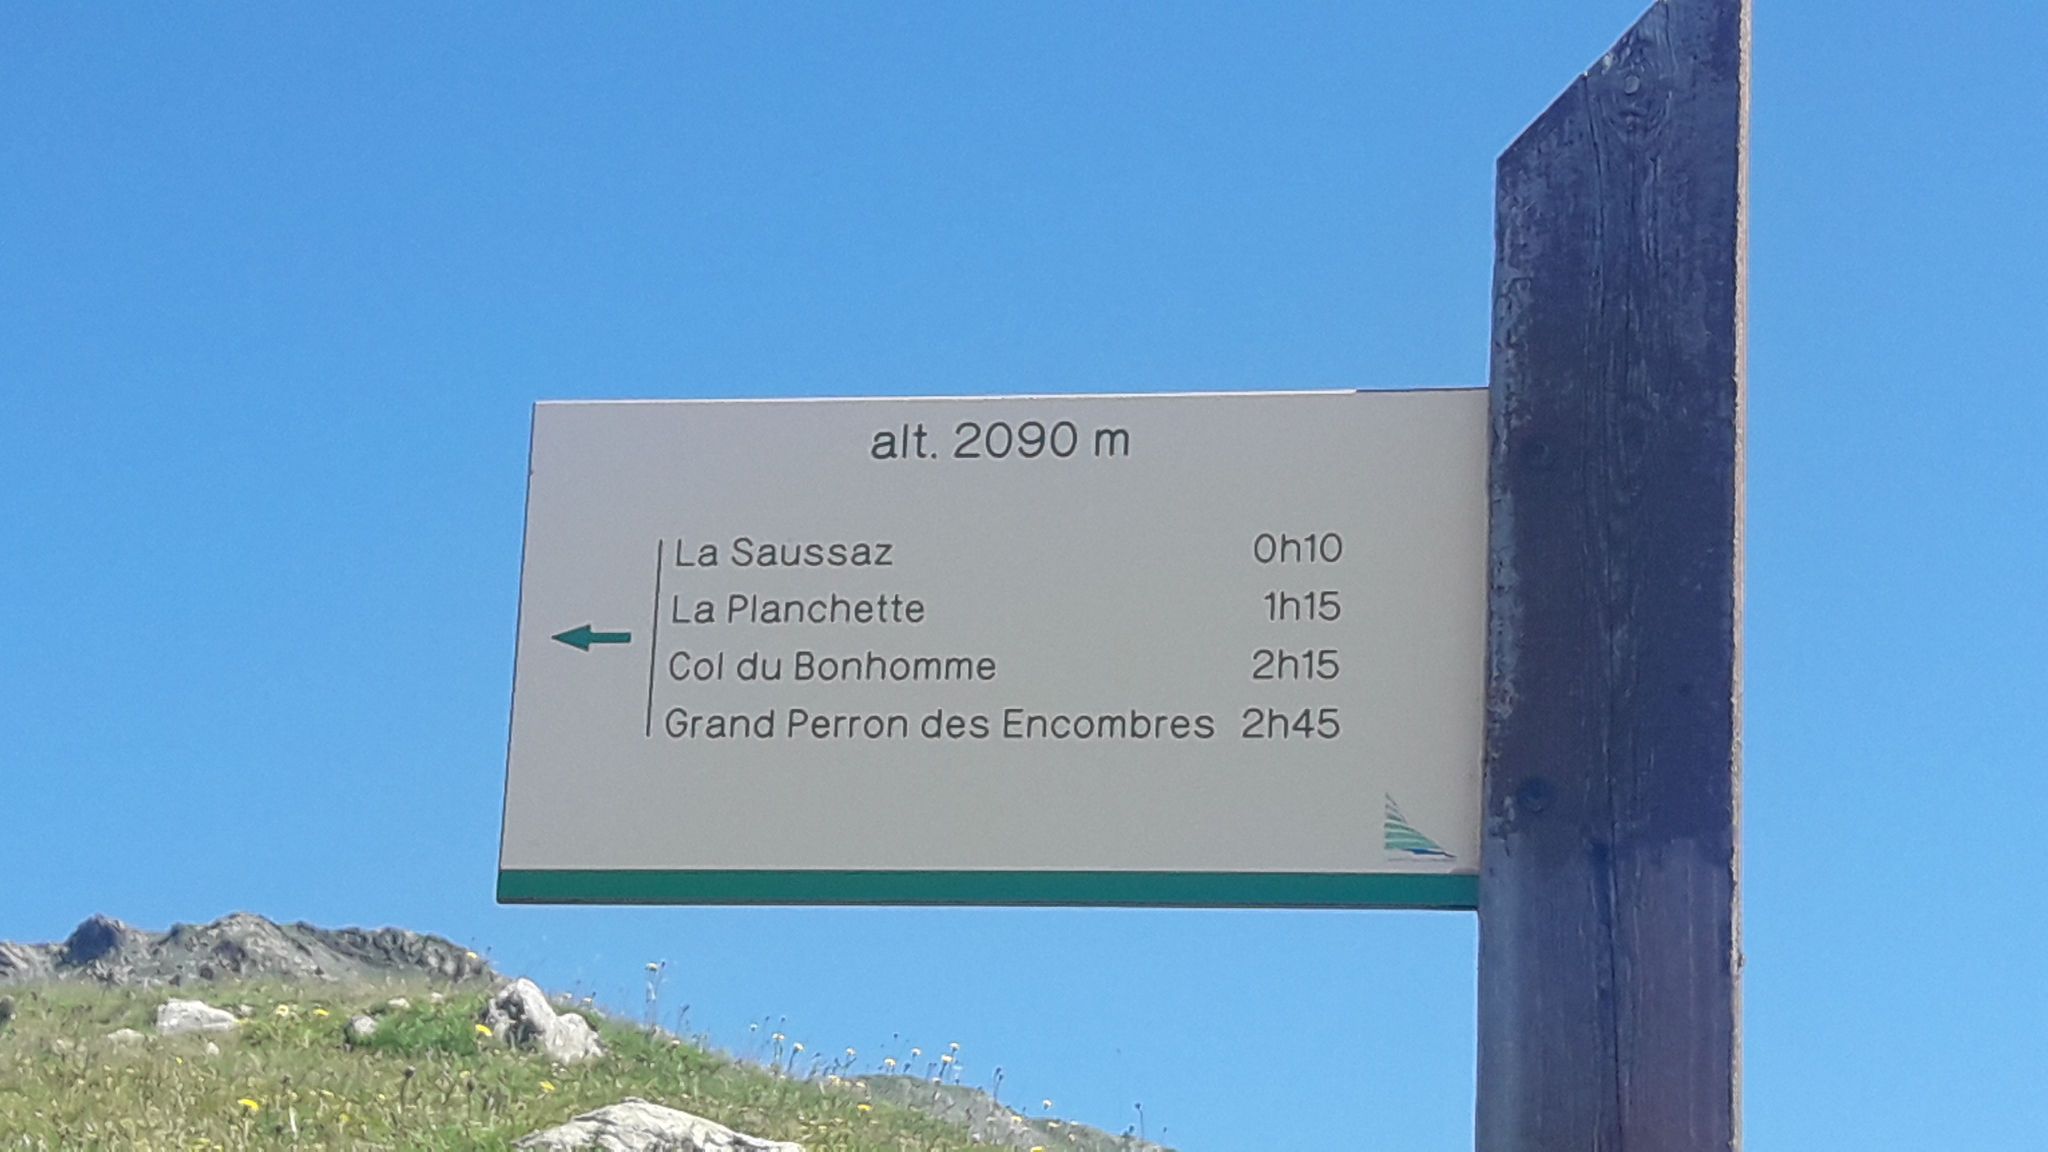 alt. 2090 m
La Saussaz 0h10
La Planchette 1h15
Col du Bonhomme 2h15
Grand Perron des Encombres 2h45